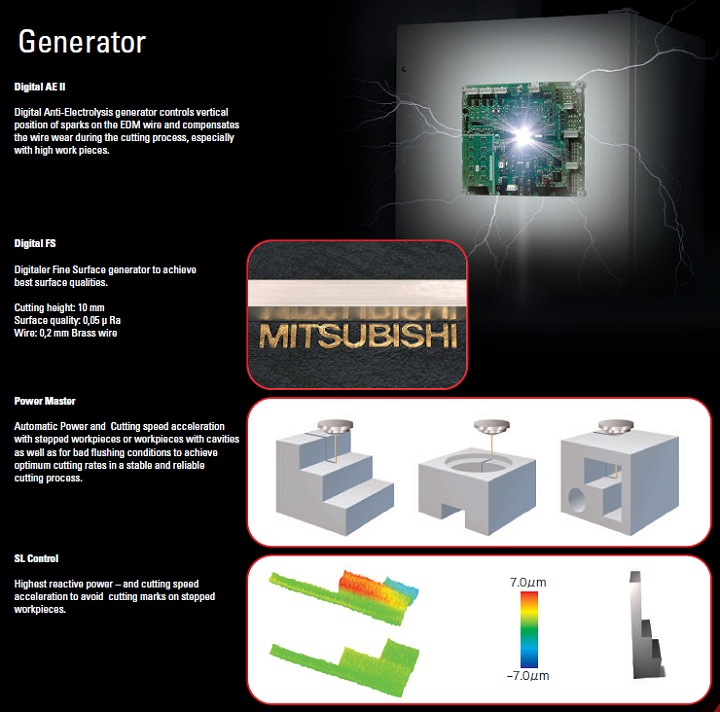 Generator
Digital AE II
Digital Anti-Electrolysis generator controls vertical
position of sparks on the EDM wire and compensates
the wire wear during the cutting process, especially
with high work pieces.
Digital FS
Digitaler Fine Surface generator to achieve
best surface qualities.
Cutting height: 10 mm
Surface quality: 0,05 µ Ra
Wire: 0,2 mm Brass wire
MITSUBISHI
Power Master
Automatic Power and Cutting speed acceleration
with stepped workpieces or workpieces with cavities
as well as for bad flushing conditions to achieve
optimum cutting rates in a stable and reliable
cutting process.
SL Control
Highest reactive power – and cutting speed
acceleration to avoid cutting marks on stepped
workpieces.
7.0µm
−7.0µm